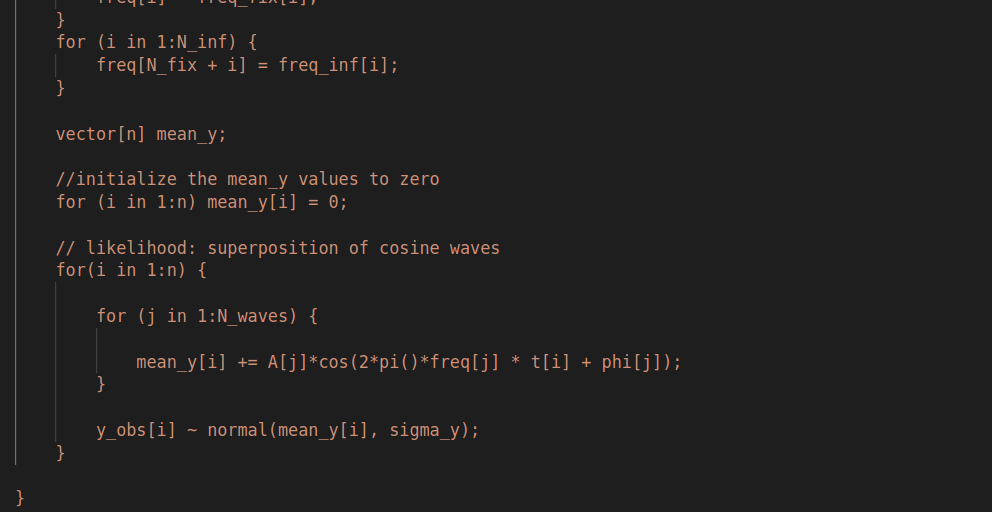 }
for (i in 1:N_inf) {
freq[N_fix + i] = freq_inf[i];
}
vector[n] mean_y;
//initialize the mean_y values to zero
for (i in 1:n) mean_y[i] = 0;
// likelihood: superposition of cosine waves
for(i in 1:n) {
for (j in 1:N_waves) {
mean_y[i] += A[j]*cos(2*pi()*freq[j] * t[i] + phi[j]);
}
y_obs[i] ~ normal(mean_y[i], sigma_y);
}
}